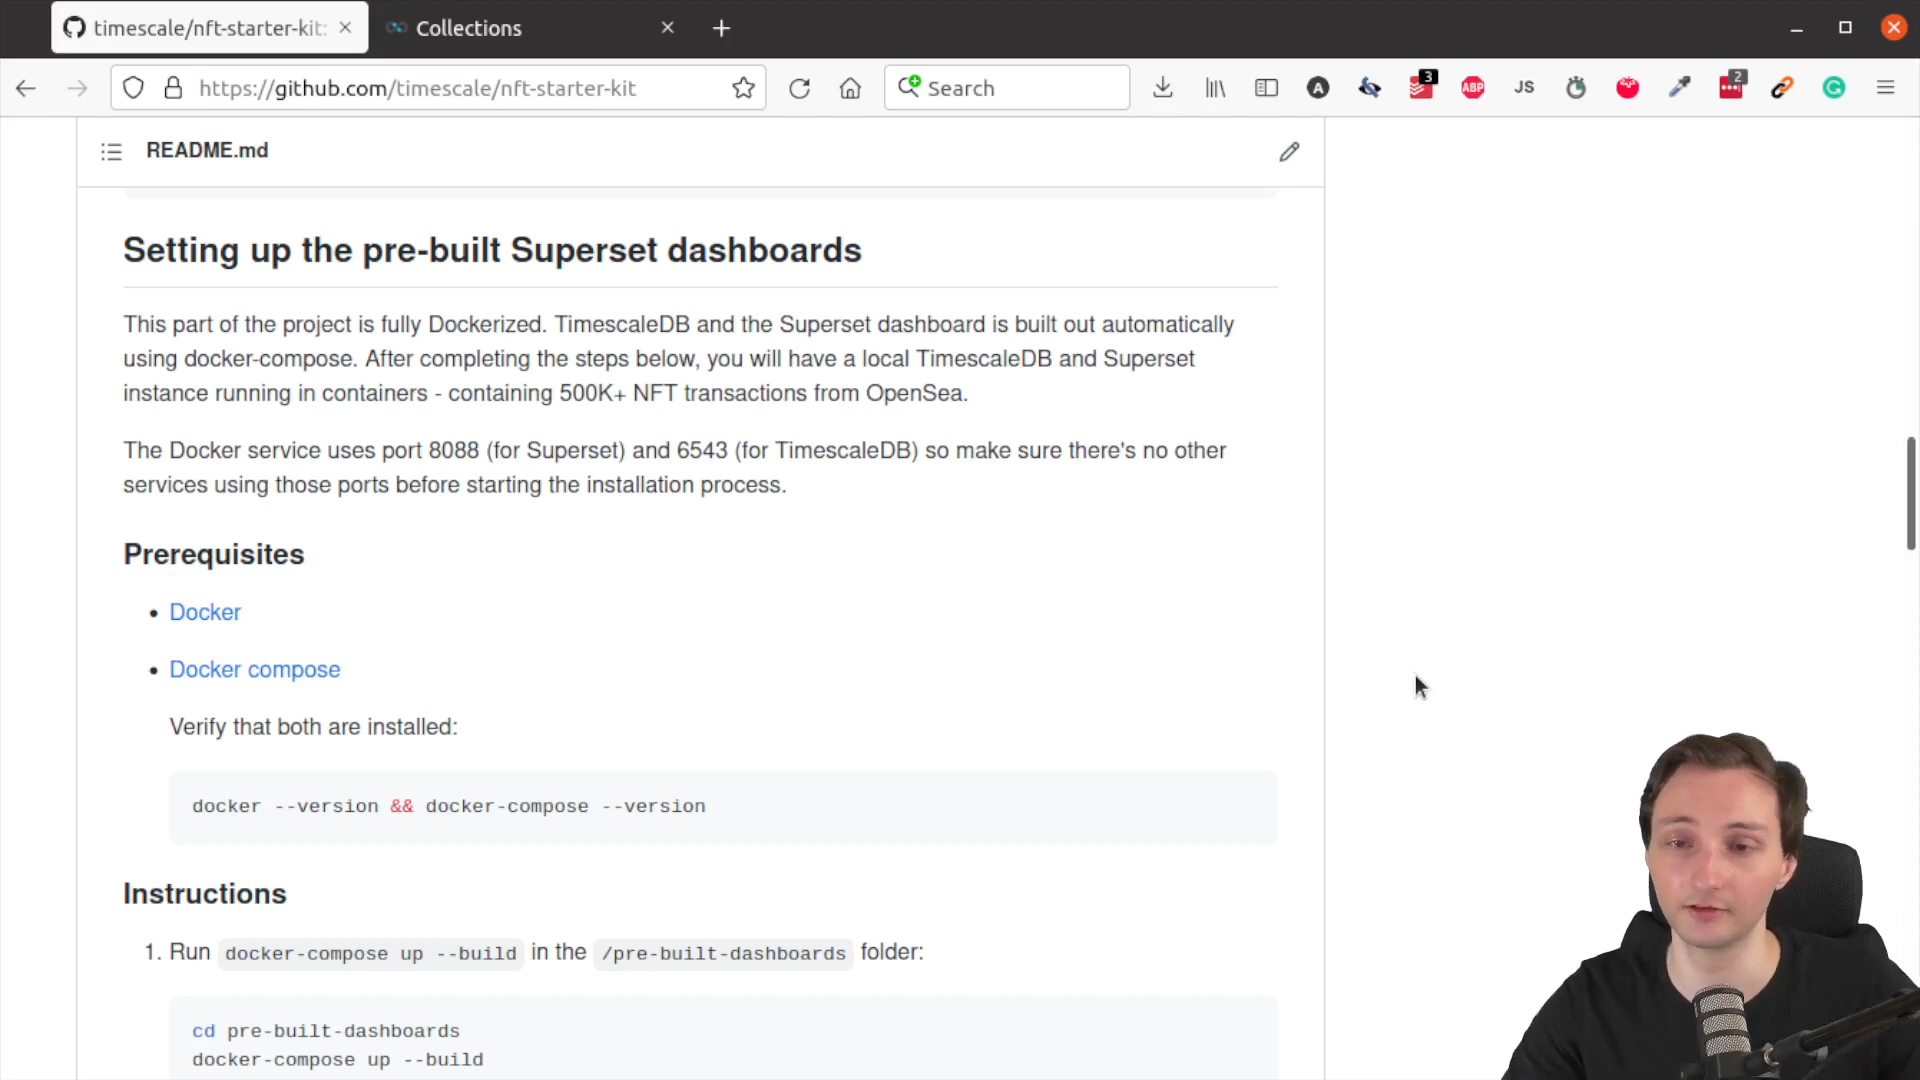 timescale/nft-starter-kit:
Collections
https://github.com/timescale/nft-starter-kit
Search
A
3
ABP
JS
2
G
README.md
Setting up the pre-built Superset dashboards
This part of the project is fully Dockerized. TimescaleDB and the Superset dashboard is built out automatically
using docker-compose. After completing the steps below, you will have a local TimescaleDB and Superset
instance running in containers - containing 500K+ NFT transactions from OpenSea.
The Docker service uses port 8088 (for Superset) and 6543 (for TimescaleDB) so make sure there's no other
services using those ports before starting the installation process.
Prerequisites
• Docker
• Docker compose
Verify that both are installed:
docker --version && docker-compose --version
Instructions
1. Run docker-compose up --build in the /pre-built-dashboards folder:
cd pre-built-dashboards
docker-compose up --build